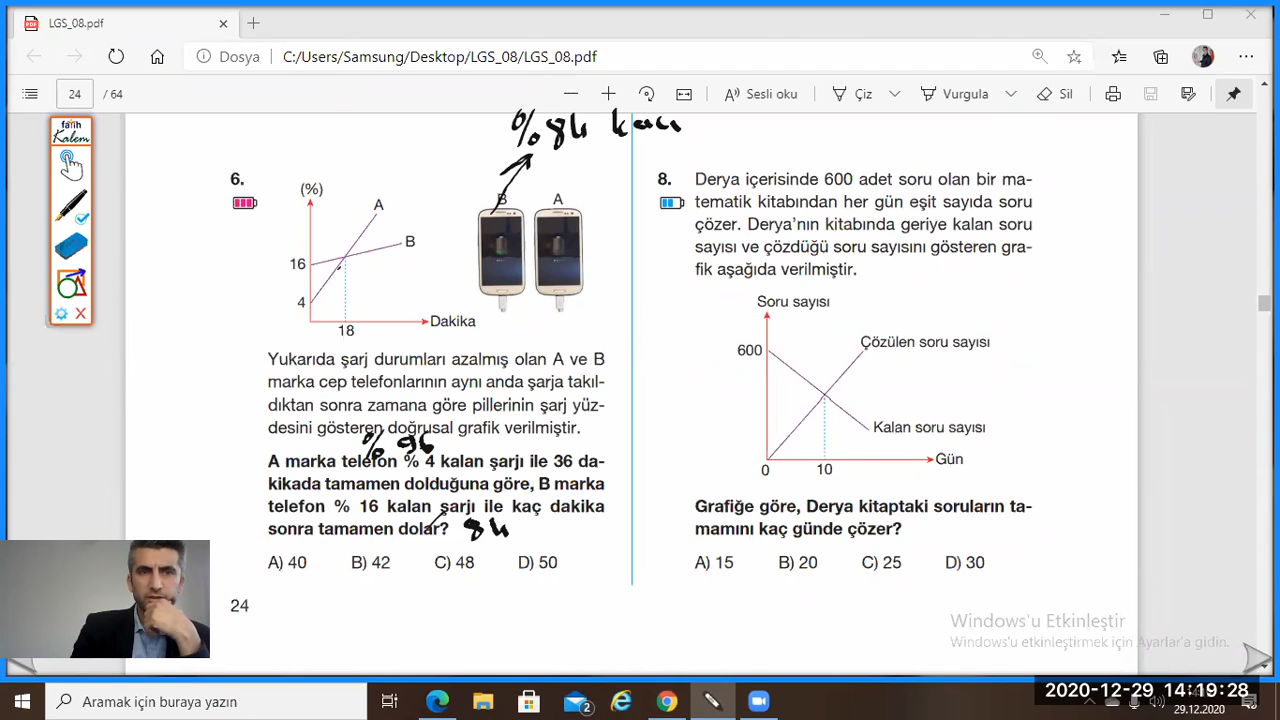 LGS_08.pdf
Dosya
C:/Users/Samsung/Desktop/LGS_08/LGS_08.pdf
24 / 64
Sesli oku
Çiz
Vurgula
Sil
fatih
Kalem
%84 kaçı
6.
(%)
A
B
16
4
18
Dakika
B
A
Yukarıda şarj durumları azalmış olan A ve B
marka cep telefonlarının aynı anda şarja takıl-
dıktan sonra zamana göre pillerinin şarj yüz-
desini gösteren doğrusal grafik verilmiştir.
% 96
A marka telefon % 4 kalan şarjı ile 36 da-
kikada tamamen dolduğuna göre, B marka
telefon % 16 kalan şarjı ile kaç dakika
sonra tamamen dolar? 84
A) 40 B) 42 C) 48 D) 50
24
8. Derya içerisinde 600 adet soru olan bir ma-
tematik kitabından her gün eşit sayıda soru
çözer. Derya’nın kitabında geriye kalan soru
sayısı ve çözdüğü soru sayısını gösteren gra-
fik aşağıda verilmiştir.
Soru sayısı
600
Çözülen soru sayısı
Kalan soru sayısı
Gün
0
10
Grafiğe göre, Derya kitaptaki soruların ta-
mamını kaç günde çözer?
A) 15 B) 20 C) 25 D) 30
Windows'u Etkinleştir
Windows'u etkinleştirmek için Ayarlar'a gidin.
Aramak için buraya yazın
2
2020-12-29 14:19:28
29.12.2020